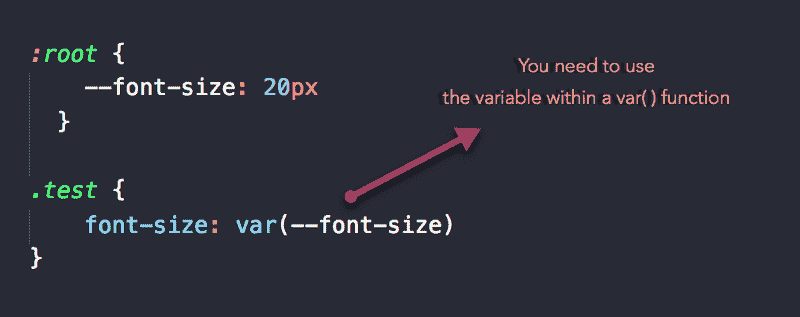 :root {
--font-size: 20px
}
You need to use
the variable within a var( ) function
.test {
font-size: var(--font-size)
}